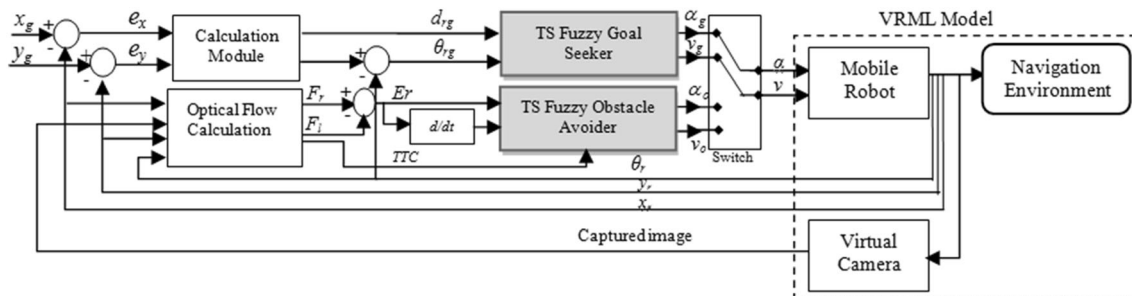 VRML Model
x_g
+
-
e_x
d_rg
α_g
y_g
+
-
e_y
Calculation
Module
+
-
θ_rg
TS Fuzzy Goal
Seeker
v_g
α
v
Mobile
Robot
Navigation
Environment
Optical Flow
Calculation
F_r
F_l
+
-
Er
d/dt
TTC
TS Fuzzy Obstacle
Avoider
α_o
v_o
Switch
θ_r
y_r
x_r
Captured image
Virtual
Camera